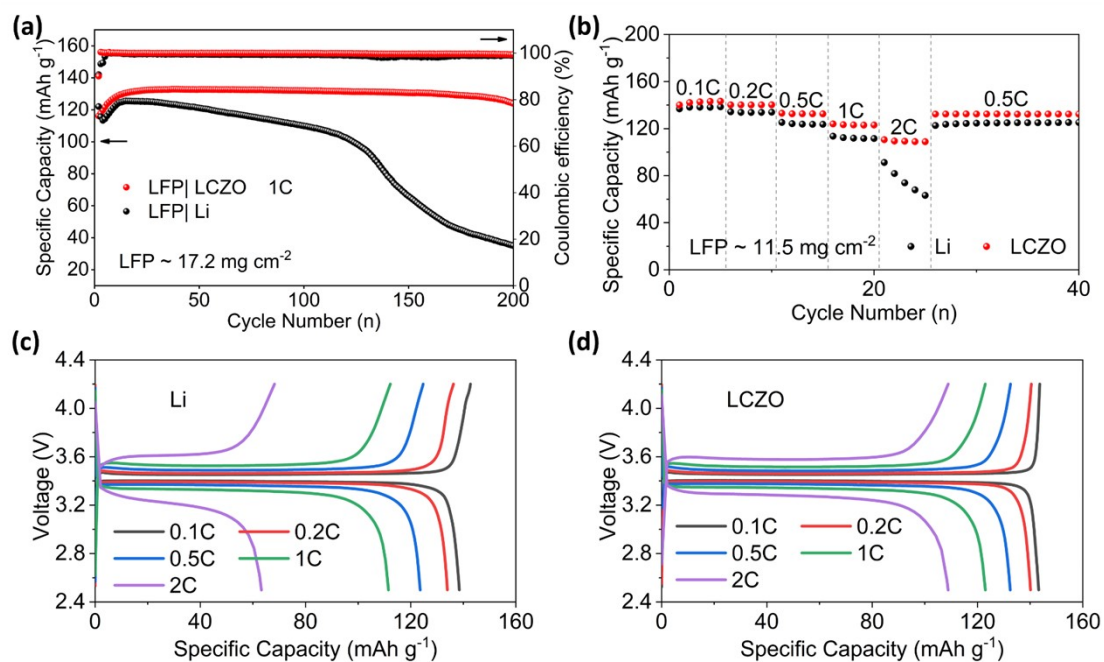 (a)
160
140
120
100
80
60
40
20
Specific Capacity (mAh g⁻¹)
100
80
60
40
20
0
Coulombic efficiency (%)
LFP| LCZO 1C
LFP| Li
LFP ~ 17.2 mg cm⁻²
0 50 100 150 200
Cycle Number (n)
(b)
200
160
120
80
40
0
Specific Capacity (mAh g⁻¹)
0.1C 0.2C 0.5C 1C 2C 0.5C
LFP ~ 11.5 mg cm⁻² Li LCZO
0 20 40
Cycle Number (n)
(c)
4.4
4.0
3.6
3.2
2.8
2.4
Voltage (V)
Li
0.1C 0.2C
0.5C 1C
2C
0 40 80 120 160
Specific Capacity (mAh g⁻¹)
(d)
4.4
4.0
3.6
3.2
2.8
2.4
Voltage (V)
LCZO
0.1C 0.2C
0.5C 1C
2C
0 40 80 120 160
Specific Capacity (mAh g⁻¹)